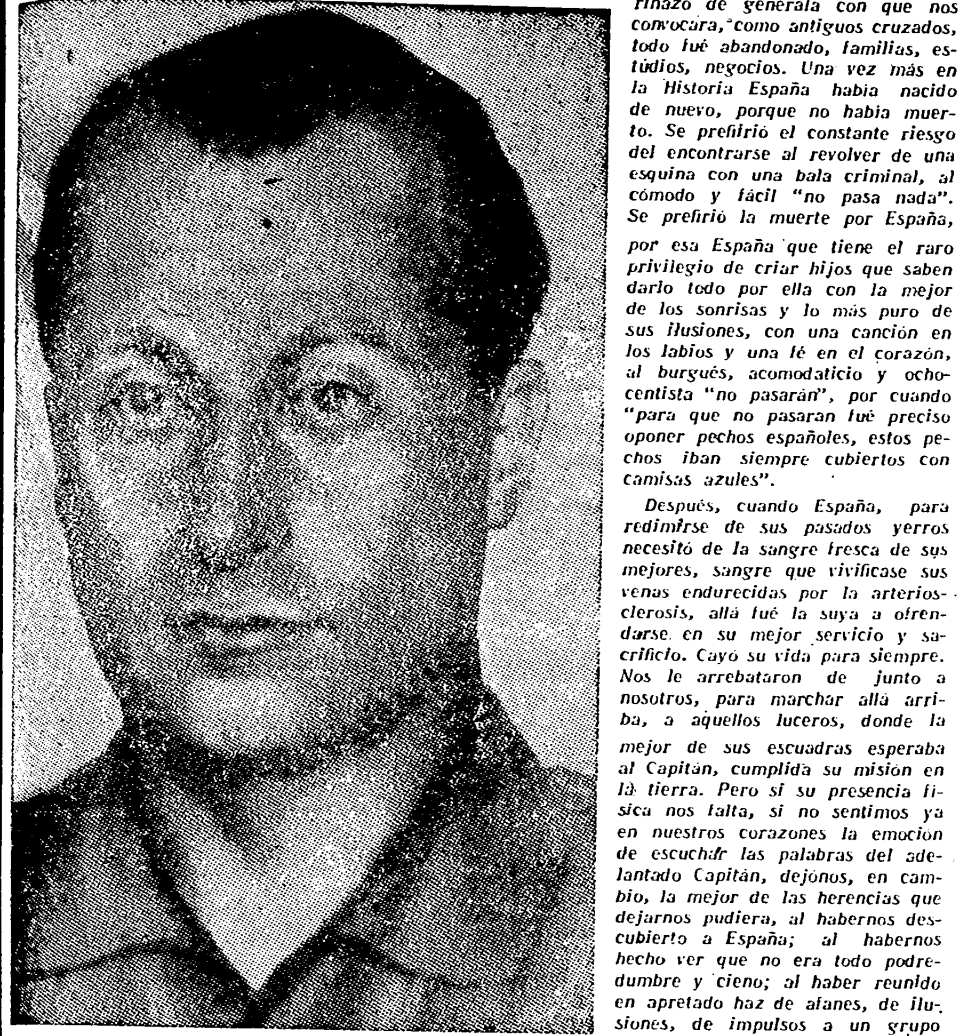 rinazo de generala con que nos
convocara, como antiguos cruzados,
todo fué abandonado, familias, es-
túdios, negocios. Una vez más en
la Historia España había nacido
de nuevo, porque no había muer-
to. Se prefirió el constante riesgo
del encontrarse al revolver de una
esquina con una bala criminal, al
cómodo y fácil "no pasa nada".
Se prefirió la muerte por España,
por esa España que tiene el raro
privilegio de criar hijos que saben
darlo todo por ella con la mejor
de los sonrisas y lo más puro de
sus ilusiones, con una canción en
los labios y una fé en el corazón,
al burgués, acomodaticio y ocho-
centista "no pasarán", por cuando
"para que no pasaran fué preciso
oponer pechos españoles, estos pe-
chos iban siempre cubiertos con
camisas azules".
Después, cuando España, para
redimirse de sus pasados yerros
necesitó de la sangre fresca de sus
mejores, sangre que vivificase sus
venas endurecidas por la arterios-
clerosis, allá fué la suya a ofren-
darse en su mejor servicio y sa-
crificio. Cayó su vida para siempre.
Nos le arrebataron de junto a
nosotros, para marchar allá arri-
ba, a aquellos luceros, donde la
mejor de sus escuadras esperaba
al Capitán, cumplida su misión en
la tierra. Pero si su presencia fí-
sica nos falta, si no sentimos ya
en nuestros corazones la emoción
de escuchar las palabras del ade-
lantado Capitán, dejónos, en cam-
bio, la mejor de las herencias que
dejarnos pudiera, al habernos des-
cubierto a España; al habernos
hecho ver que no era todo podre-
dumbre y cieno; al haber reunido
en apretado haz de afanes, de ilu-
siones, de impulsos a un grupo